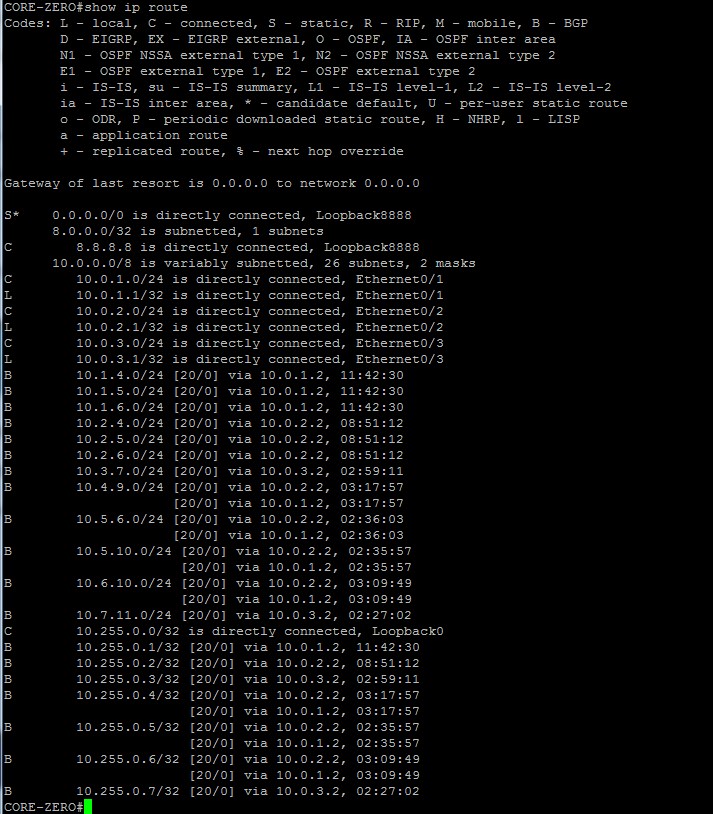 CORE-ZERO#show ip route
Codes: L - local, C - connected, S - static, R - RIP, M - mobile, B - BGP
       D - EIGRP, EX - EIGRP external, O - OSPF, IA - OSPF inter area
       N1 - OSPF NSSA external type 1, N2 - OSPF NSSA external type 2
       E1 - OSPF external type 1, E2 - OSPF external type 2
       i - IS-IS, su - IS-IS summary, L1 - IS-IS level-1, L2 - IS-IS level-2
       ia - IS-IS inter area, * - candidate default, U - per-user static route
       o - ODR, P - periodic downloaded static route, H - NHRP, l - LISP
       a - application route
       + - replicated route, % - next hop override

Gateway of last resort is 0.0.0.0 to network 0.0.0.0

S*    0.0.0.0/0 is directly connected, Loopback8888
      8.0.0.0/32 is subnetted, 1 subnets
C        8.8.8.8 is directly connected, Loopback8888
      10.0.0.0/8 is variably subnetted, 26 subnets, 2 masks
C        10.0.1.0/24 is directly connected, Ethernet0/1
L        10.0.1.1/32 is directly connected, Ethernet0/1
C        10.0.2.0/24 is directly connected, Ethernet0/2
L        10.0.2.1/32 is directly connected, Ethernet0/2
C        10.0.3.0/24 is directly connected, Ethernet0/3
L        10.0.3.1/32 is directly connected, Ethernet0/3
B        10.1.4.0/24 [20/0] via 10.0.1.2, 11:42:30
B        10.1.5.0/24 [20/0] via 10.0.1.2, 11:42:30
B        10.1.6.0/24 [20/0] via 10.0.1.2, 11:42:30
B        10.2.4.0/24 [20/0] via 10.0.2.2, 08:51:12
B        10.2.5.0/24 [20/0] via 10.0.2.2, 08:51:12
B        10.2.6.0/24 [20/0] via 10.0.2.2, 08:51:12
B        10.3.7.0/24 [20/0] via 10.0.3.2, 02:59:11
B        10.4.9.0/24 [20/0] via 10.0.2.2, 03:17:57
                     [20/0] via 10.0.1.2, 03:17:57
B        10.5.6.0/24 [20/0] via 10.0.2.2, 02:36:03
                     [20/0] via 10.0.1.2, 02:36:03
B        10.5.10.0/24 [20/0] via 10.0.2.2, 02:35:57
                      [20/0] via 10.0.1.2, 02:35:57
B        10.6.10.0/24 [20/0] via 10.0.2.2, 03:09:49
                      [20/0] via 10.0.1.2, 03:09:49
B        10.7.11.0/24 [20/0] via 10.0.3.2, 02:27:02
C        10.255.0.0/32 is directly connected, Loopback0
B        10.255.0.1/32 [20/0] via 10.0.1.2, 11:42:30
B        10.255.0.2/32 [20/0] via 10.0.2.2, 08:51:12
B        10.255.0.3/32 [20/0] via 10.0.3.2, 02:59:11
B        10.255.0.4/32 [20/0] via 10.0.2.2, 03:17:57
                       [20/0] via 10.0.1.2, 03:17:57
B        10.255.0.5/32 [20/0] via 10.0.2.2, 02:35:57
                       [20/0] via 10.0.1.2, 02:35:57
B        10.255.0.6/32 [20/0] via 10.0.2.2, 03:09:49
                       [20/0] via 10.0.1.2, 03:09:49
B        10.255.0.7/32 [20/0] via 10.0.3.2, 02:27:02
CORE-ZERO#